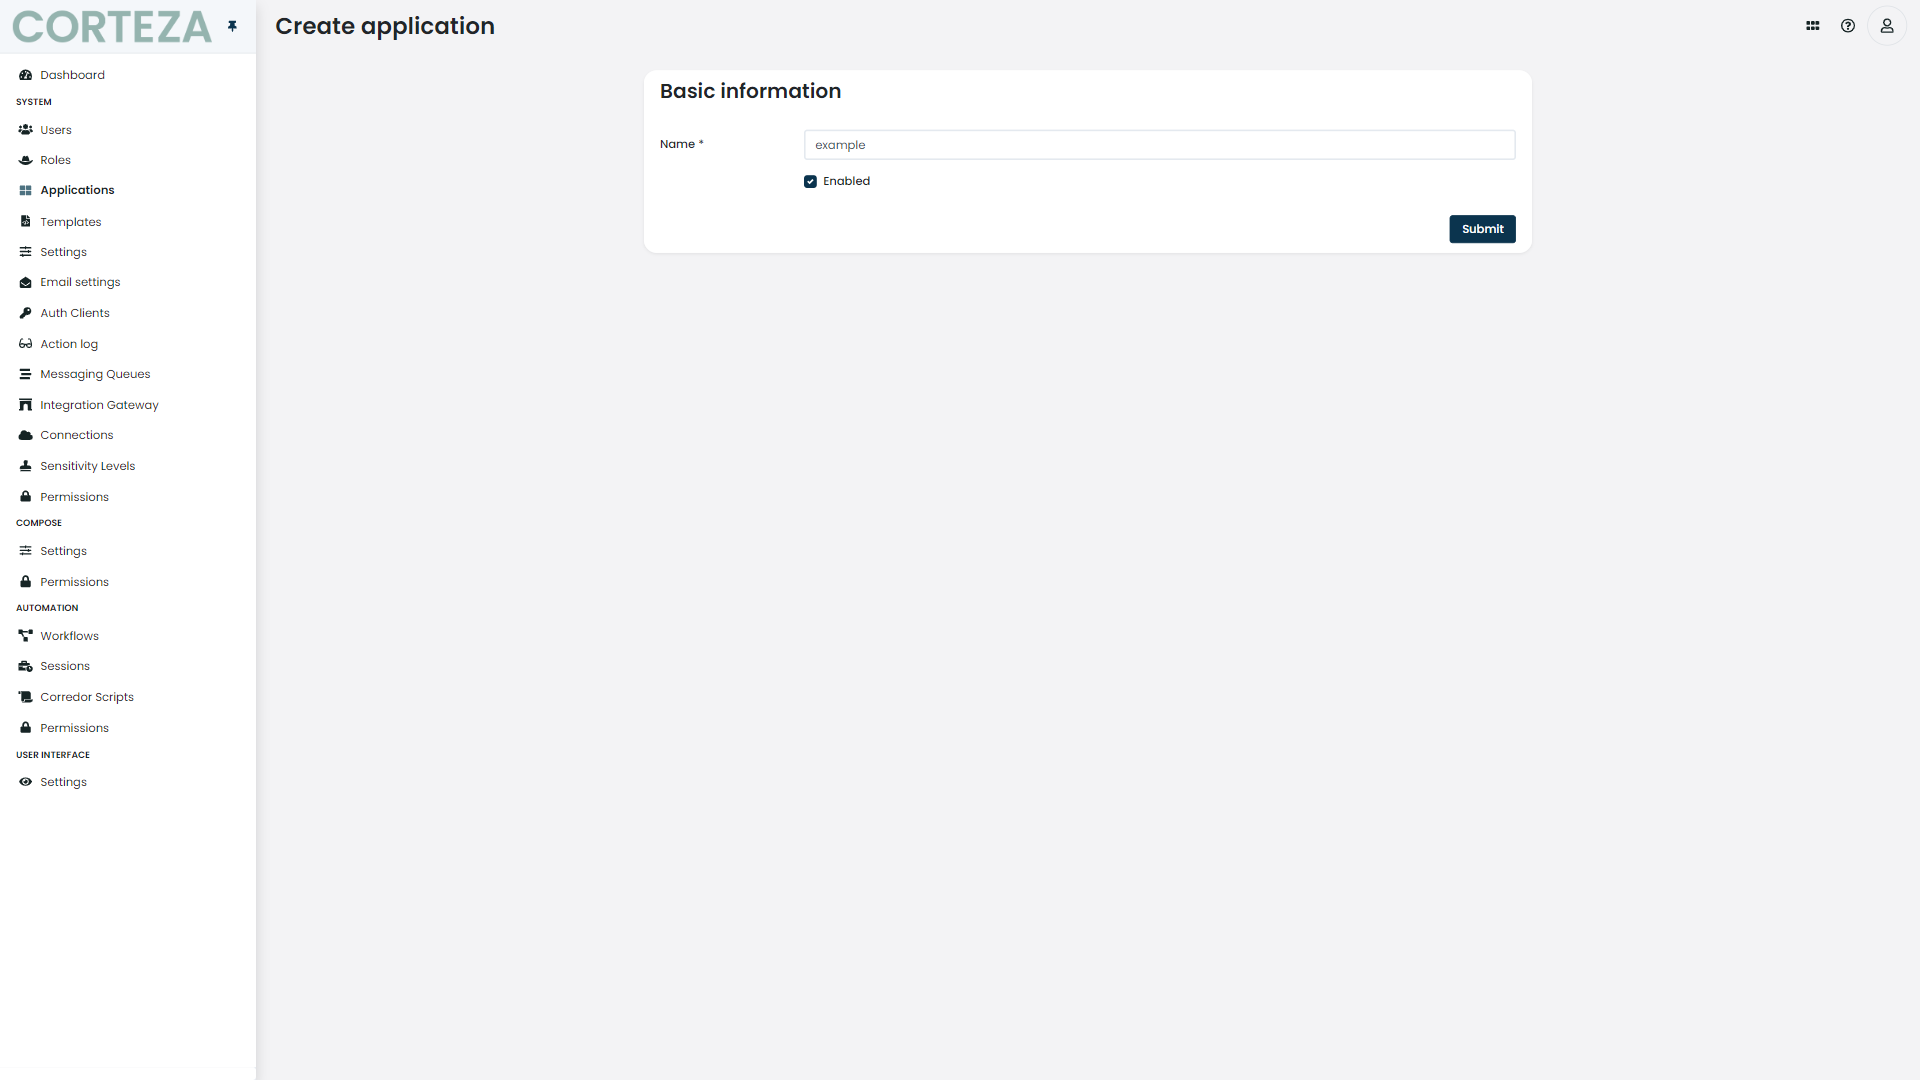 CORTEZA
Create application
Dashboard
SYSTEM
Users
Roles
Applications
Templates
Settings
Email settings
Auth Clients
Action log
Messaging Queues
Integration Gateway
Connections
Sensitivity Levels
Permissions
COMPOSE
Settings
Permissions
AUTOMATION
Workflows
Sessions
Corredor Scripts
Permissions
USER INTERFACE
Settings
Basic information
Name *
example
Enabled
Submit